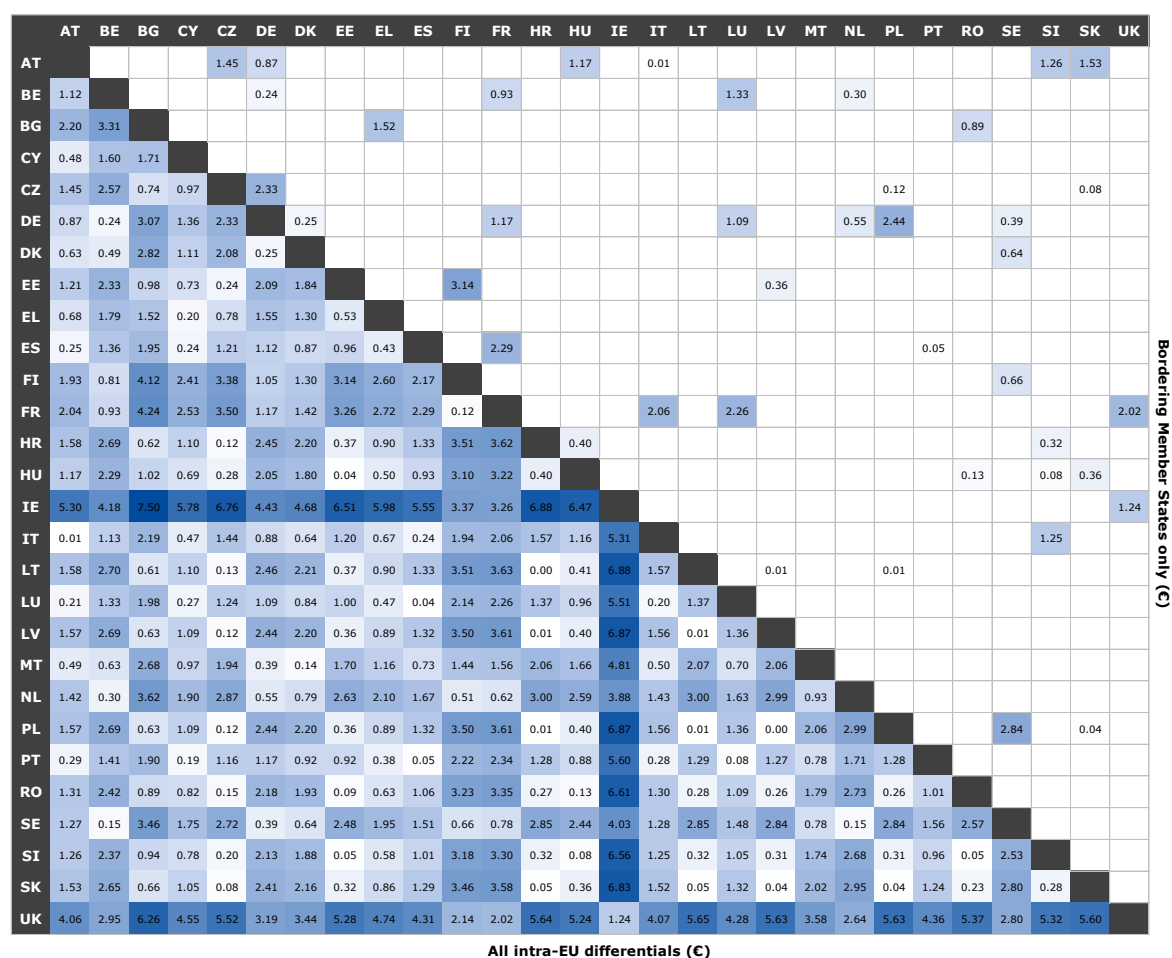 AT BE BG CY CZ DE DK EE EL ES FI FR HR HU IE IT LT LU LV MT NL PL PT RO SE SI SK UK
AT 1.45 0.87 1.17 0.01 1.26 1.53
BE 1.12 0.24 0.93 1.33 0.30
BG 2.20 3.31 1.52 0.89
CY 0.48 1.60 1.71
CZ 1.45 2.57 0.74 0.97 2.33 0.12 0.08
DE 0.87 0.24 3.07 1.36 2.33 0.25 1.17 1.09 0.55 2.44 0.39
DK 0.63 0.49 2.82 1.11 2.08 0.25 0.64
EE 1.21 2.33 0.98 0.73 0.24 2.09 1.84 3.14 0.36
EL 0.68 1.79 1.52 0.20 0.78 1.55 1.30 0.53
ES 0.25 1.36 1.95 0.24 1.21 1.12 0.87 0.96 0.43 2.29 0.05
FI 1.93 0.81 4.12 2.41 3.38 1.05 1.30 3.14 2.60 2.17 0.66
FR 2.04 0.93 4.24 2.53 3.50 1.17 1.42 3.26 2.72 2.29 0.12 2.06 2.26 2.02
HR 1.58 2.69 0.62 1.10 0.12 2.45 2.20 0.37 0.90 1.33 3.51 3.62 0.40 0.32
HU 1.17 2.29 1.02 0.69 0.28 2.05 1.80 0.04 0.50 0.93 3.10 3.22 0.40 0.13 0.08 0.36
IE 5.30 4.18 7.50 5.78 6.76 4.43 4.68 6.51 5.98 5.55 3.37 3.26 6.88 6.47 1.24
IT 0.01 1.13 2.19 0.47 1.44 0.88 0.64 1.20 0.67 0.24 1.94 2.06 1.57 1.16 5.31 1.25
LT 1.58 2.70 0.61 1.10 0.13 2.46 2.21 0.37 0.90 1.33 3.51 3.63 0.00 0.41 6.88 1.57 0.01 0.01
LU 0.21 1.33 1.98 0.27 1.24 1.09 0.84 1.00 0.47 0.04 2.14 2.26 1.37 0.96 5.51 0.20 1.37
LV 1.57 2.69 0.63 1.09 0.12 2.44 2.20 0.36 0.89 1.32 3.50 3.61 0.01 0.40 6.87 1.56 0.01 1.36
MT 0.49 0.63 2.68 0.97 1.94 0.39 0.14 1.70 1.16 0.73 1.44 1.56 2.06 1.66 4.81 0.50 2.07 0.70 2.06
NL 1.42 0.30 3.62 1.90 2.87 0.55 0.79 2.63 2.10 1.67 0.51 0.62 3.00 2.59 3.88 1.43 3.00 1.63 2.99 0.93
PL 1.57 2.69 0.63 1.09 0.12 2.44 2.20 0.36 0.89 1.32 3.50 3.61 0.01 0.40 6.87 1.56 0.01 1.36 0.00 2.06 2.99 2.84 0.04
PT 0.29 1.41 1.90 0.19 1.16 1.17 0.92 0.92 0.38 0.05 2.22 2.34 1.28 0.88 5.60 0.28 1.29 0.08 1.27 0.78 1.71 1.28
RO 1.31 2.42 0.89 0.82 0.15 2.18 1.93 0.09 0.63 1.06 3.23 3.35 0.27 0.13 6.61 1.30 0.28 1.09 0.26 1.79 2.73 0.26 1.01
SE 1.27 0.15 3.46 1.75 2.72 0.39 0.64 2.48 1.95 1.51 0.66 0.78 2.85 2.44 4.03 1.28 2.85 1.48 2.84 0.78 0.15 2.84 1.56 2.57
SI 1.26 2.37 0.94 0.78 0.20 2.13 1.88 0.05 0.58 1.01 3.18 3.30 0.32 0.08 6.56 1.25 0.32 1.05 0.31 1.74 2.68 0.31 0.96 0.05 2.53
SK 1.53 2.65 0.66 1.05 0.08 2.41 2.16 0.32 0.86 1.29 3.46 3.58 0.05 0.36 6.83 1.52 0.05 1.32 0.04 2.02 2.95 0.04 1.24 0.23 2.80 0.28
UK 4.06 2.95 6.26 4.55 5.52 3.19 3.44 5.28 4.74 4.31 2.14 2.02 5.64 5.24 1.24 4.07 5.65 4.28 5.63 3.58 2.64 5.63 4.36 5.37 2.80 5.32 5.60
Bordering Member States only (€)
All intra-EU differentials (€)